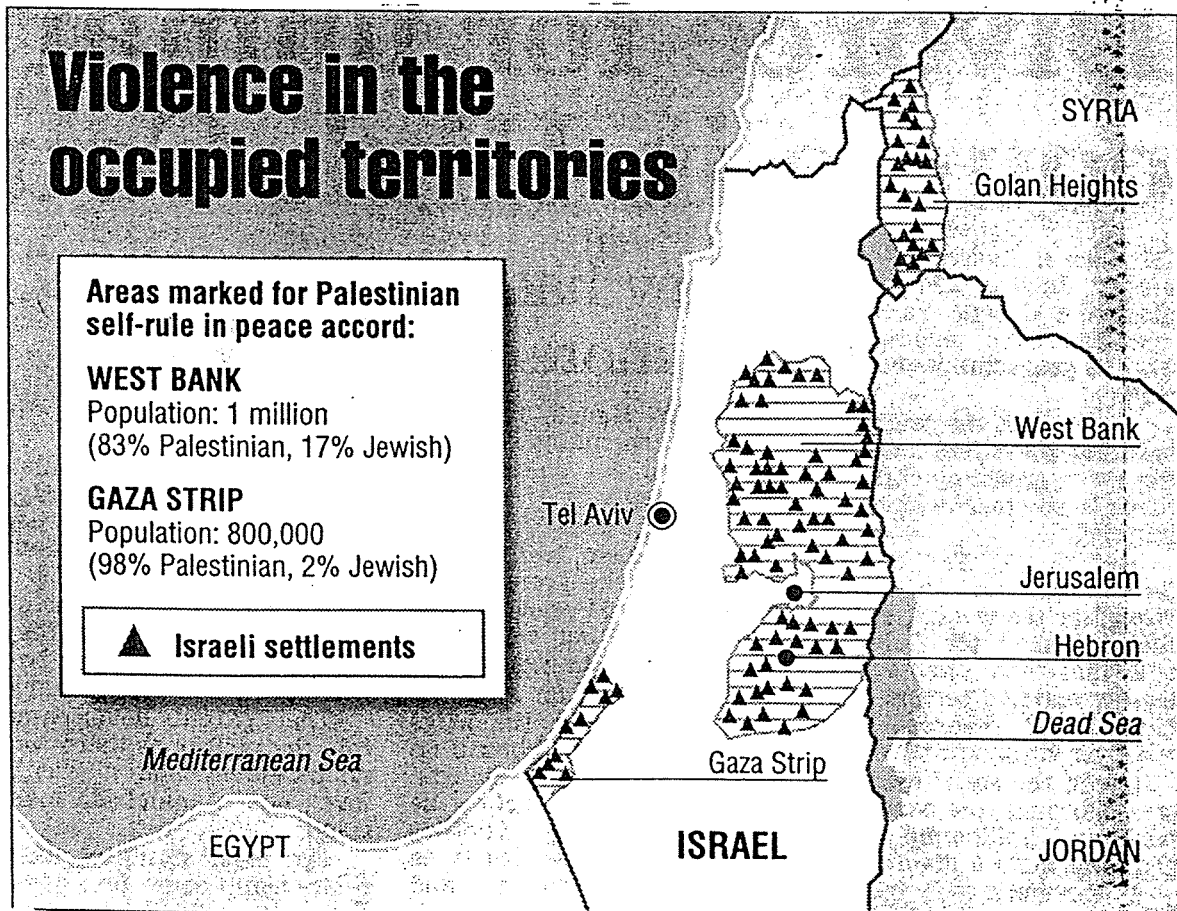 Violence in the
occupied territories
Areas marked for Palestinian
self-rule in peace accord:
WEST BANK
Population: 1 million
(83% Palestinian, 17% Jewish)
GAZA STRIP
Population: 800,000
(98% Palestinian, 2% Jewish)
Israeli settlements
SYRIA
Golan Heights
West Bank
Tel Aviv
Jerusalem
Hebron
Dead Sea
Gaza Strip
Mediterranean Sea
EGYPT
ISRAEL
JORDAN